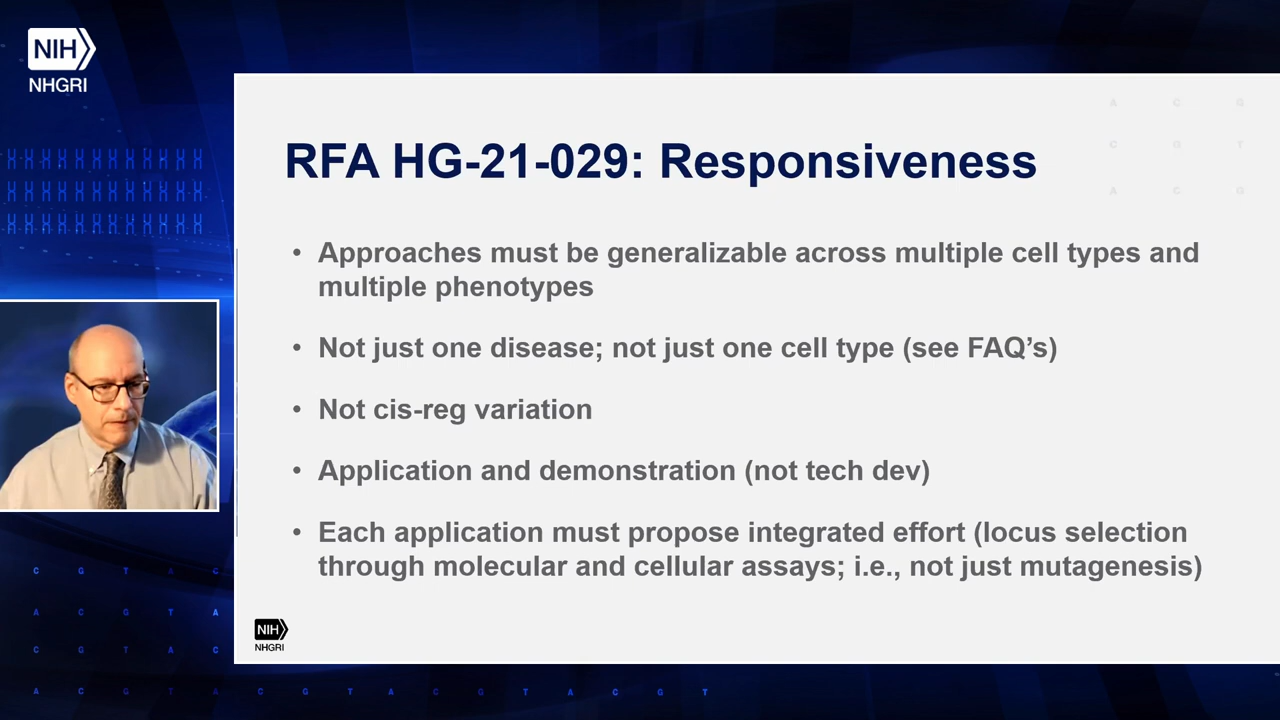 NIH
NHGRI
A C G
C G T
A C G
RFA HG-21-029: Responsiveness
• Approaches must be generalizable across multiple cell types and
multiple phenotypes
• Not just one disease; not just one cell type (see FAQ’s)
• Not cis-reg variation
• Application and demonstration (not tech dev)
• Each application must propose integrated effort (locus selection
through molecular and cellular assays; i.e., not just mutagenesis)
NIH
NHGRI
C G T A C
A C G T A
C G T A C
A C G T A C G T A C G T A C G T